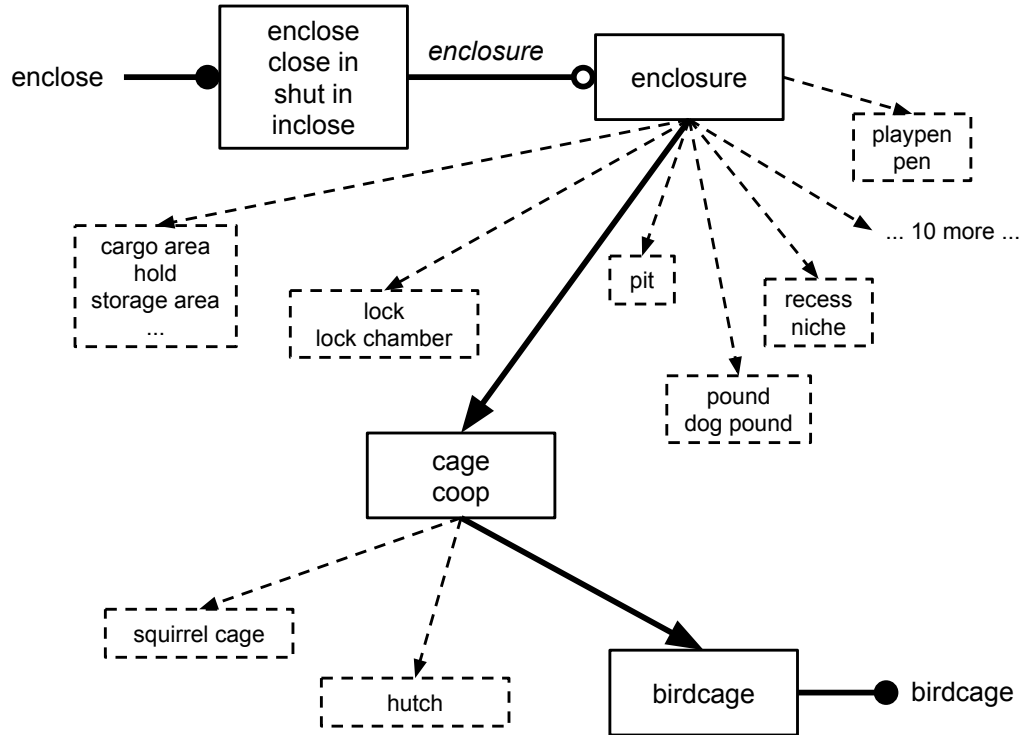 enclose
enclose
close in
shut in
inclose
enclosure
enclosure
playpen
pen
... 10 more ...
cargo area
hold
storage area
...
lock
lock chamber
pit
recess
niche
pound
dog pound
cage
coop
squirrel cage
hutch
birdcage
birdcage